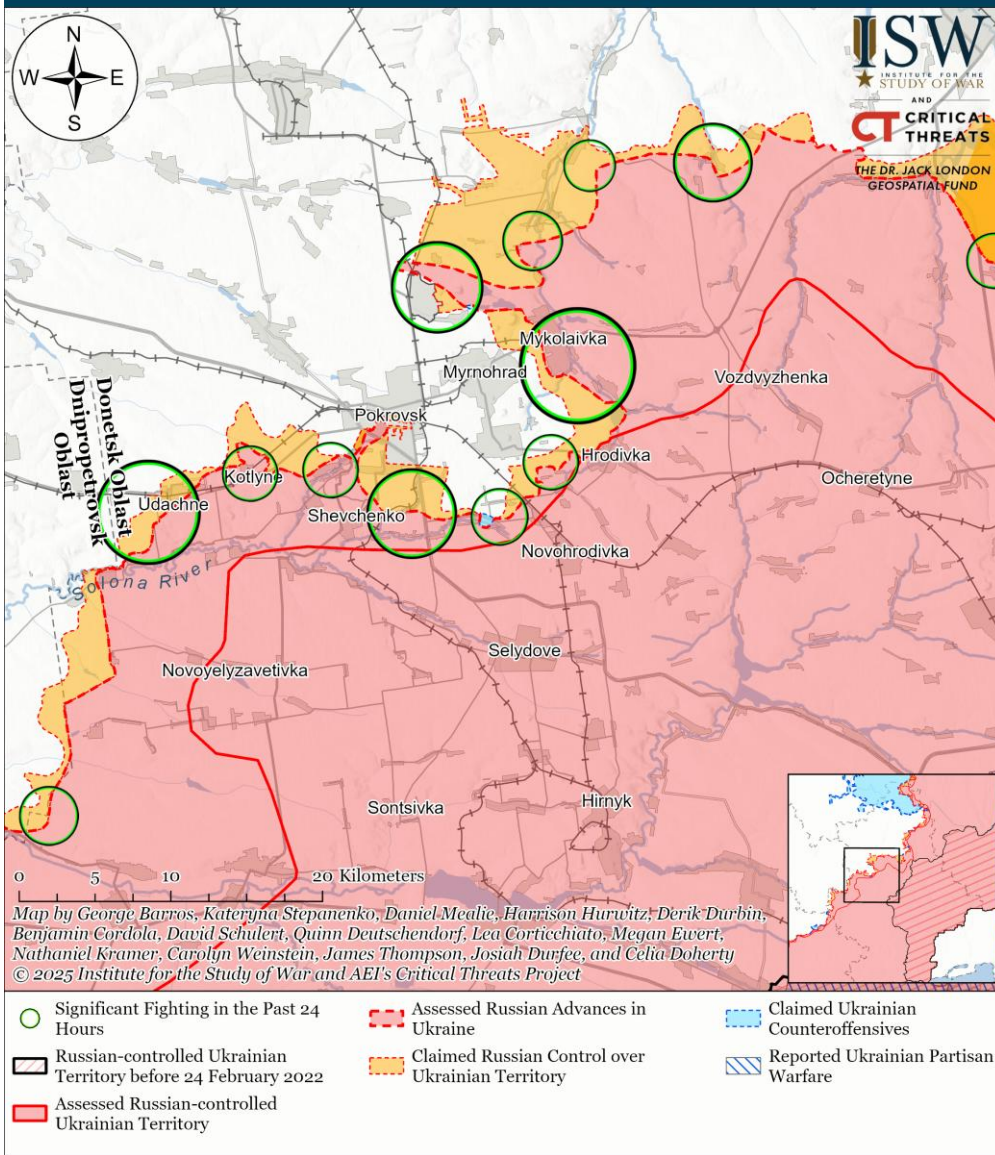 N
W E
S
ISW
INSTITUTE FOR THE
STUDY OF WAR
AND
CT CRITICAL
THREATS
THE DR. JACK LONDON
GEOSPATIAL FUND
Mykolaivka
Myrnohrad
Vozdvyzhenka
Pokrovsk
Donetsk Oblast
Dnipropetrovsk
Oblast
Hrodivka
Kotlyne
Ocheretyne
Udachne
Shevchenko
Novohrodivka
Solona River
Selydove
Novoyelyzavetivka
Sontsivka
Hirnyk
0 5 10 20 Kilometers
Map by George Barros, Kateryna Stepanenko, Daniel Mealie, Harrison Hurwitz, Derik Durbin,
Benjamin Cordola, David Schulert, Quinn Deutschendorf, Lea Corticchiato, Megan Ewert,
Nathaniel Kramer, Carolyn Weinstein, James Thompson, Josiah Durfee, and Celia Doherty
© 2025 Institute for the Study of War and AEI's Critical Threats Project
Significant Fighting in the Past 24
Hours
Russian-controlled Ukrainian
Territory before 24 February 2022
Assessed Russian-controlled
Ukrainian Territory
Assessed Russian Advances in
Ukraine
Claimed Russian Control over
Ukrainian Territory
Claimed Ukrainian
Counteroffensives
Reported Ukrainian Partisan
Warfare